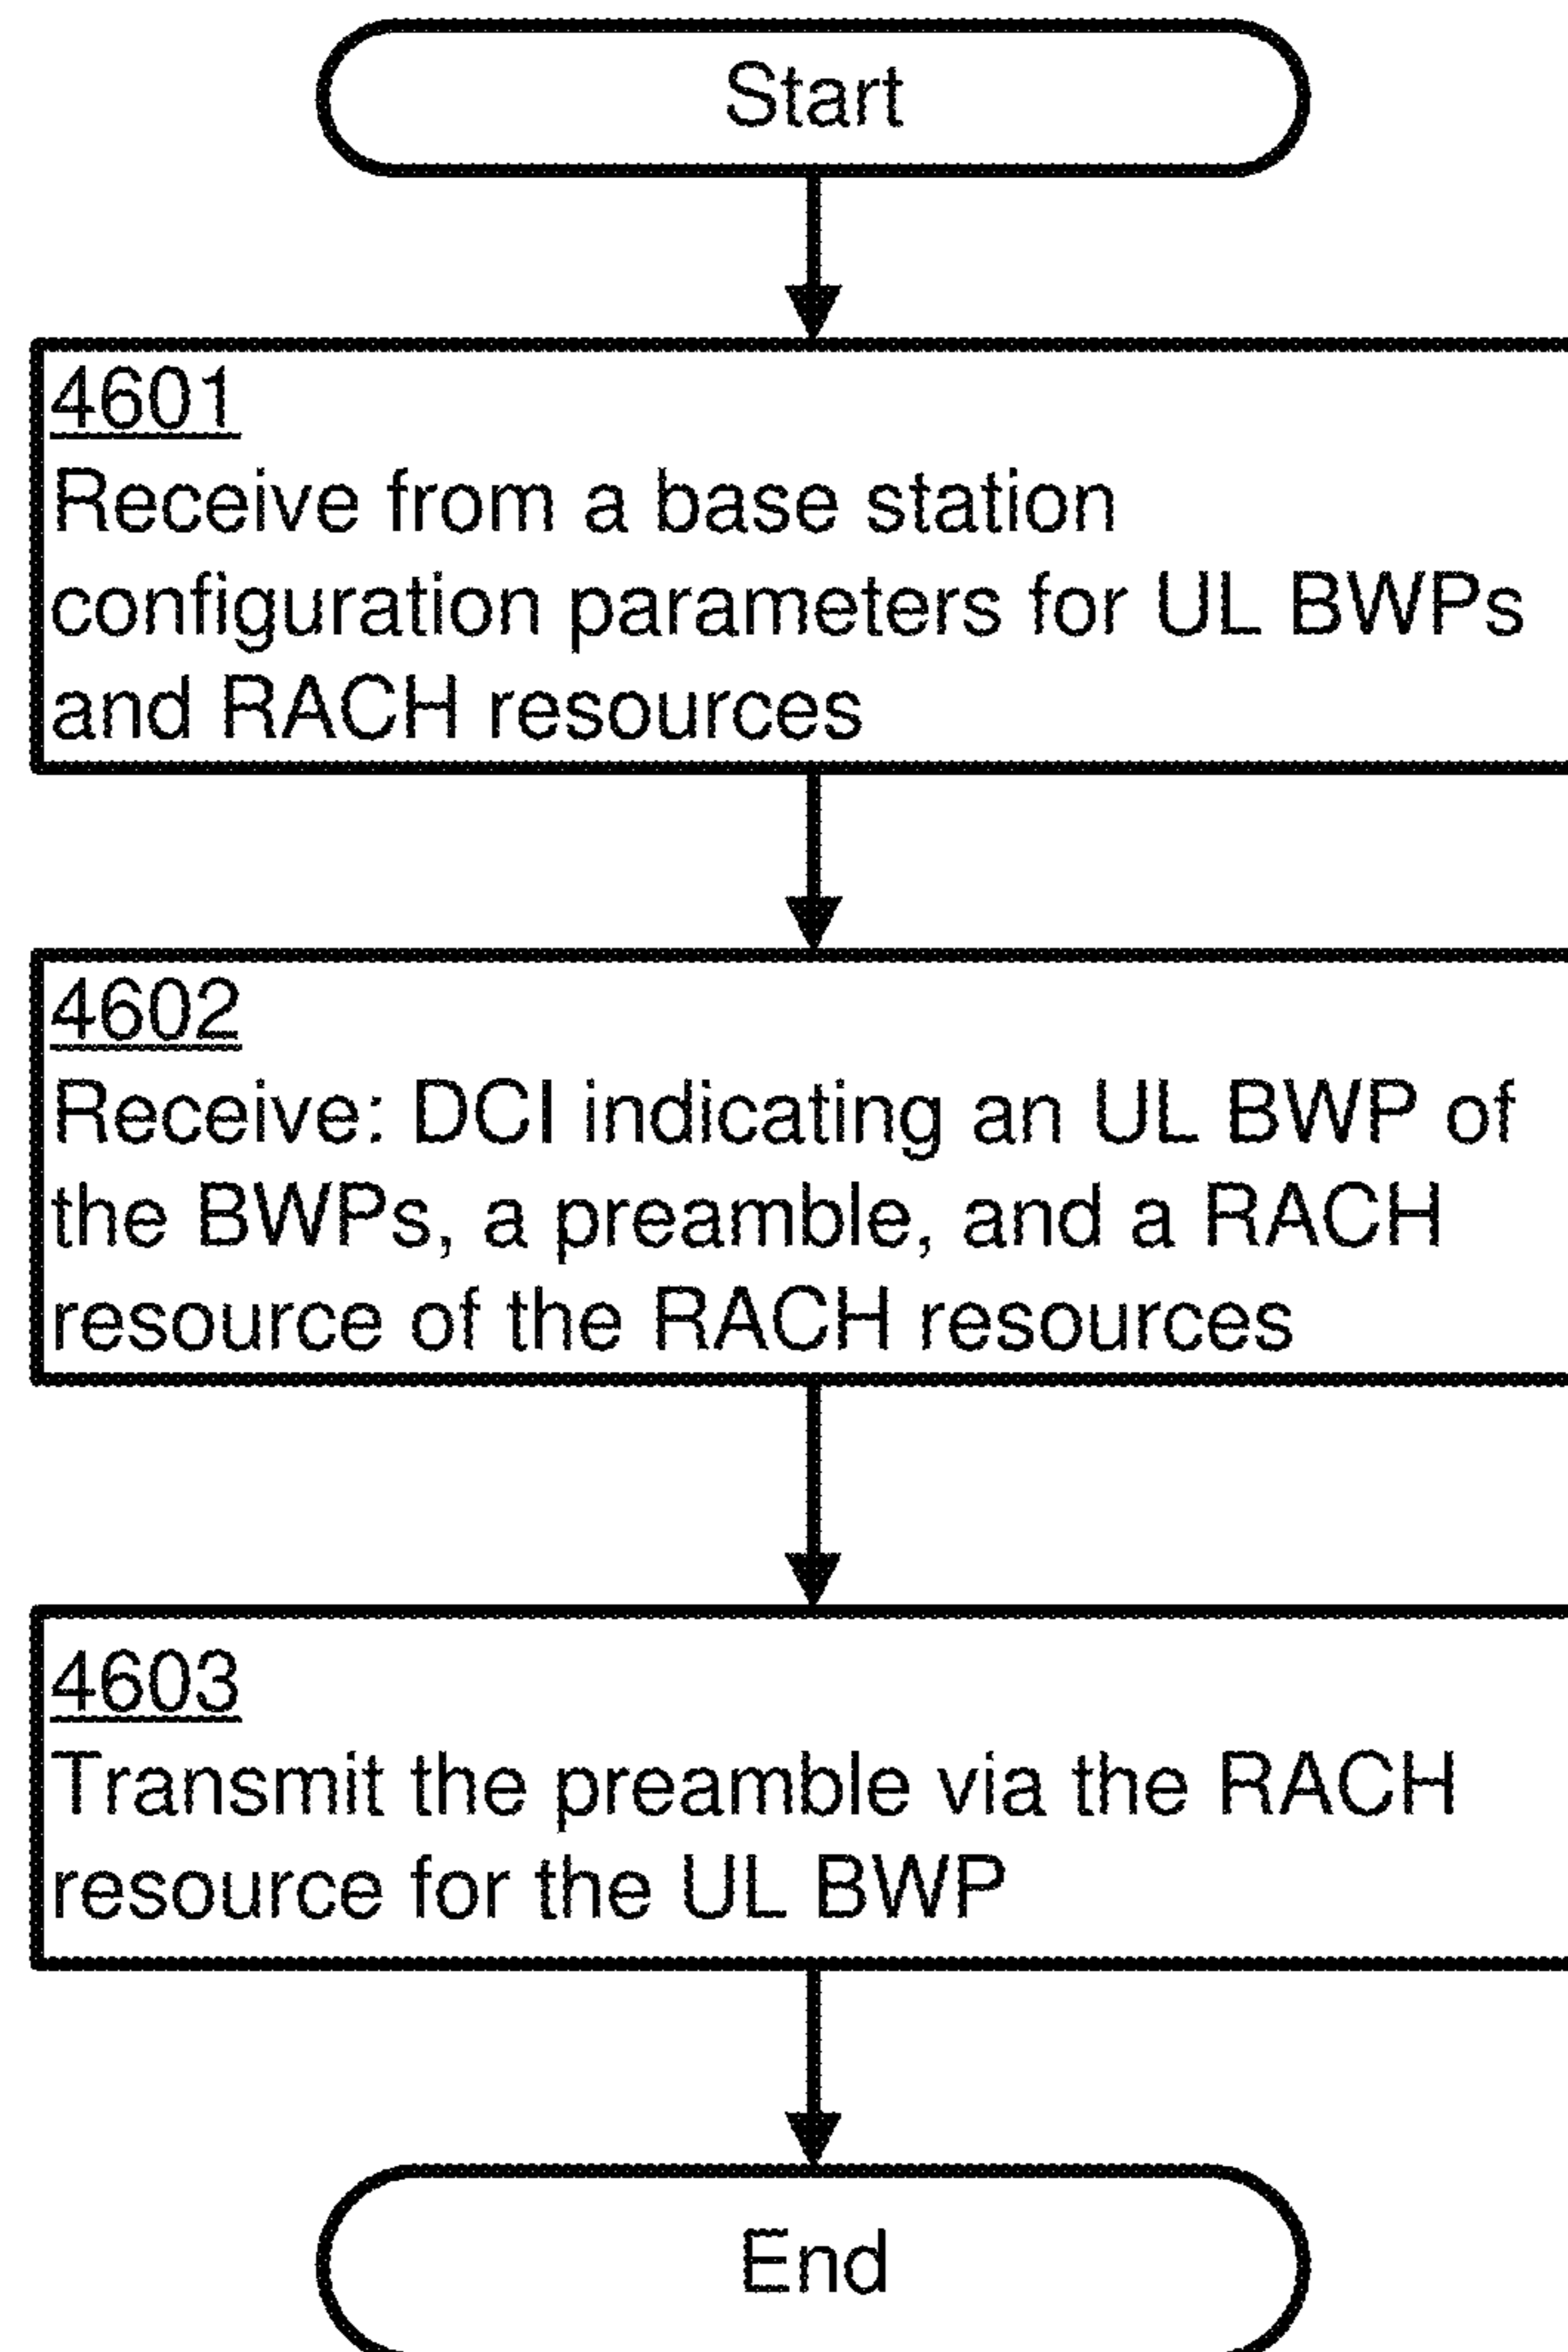 Start
4601
Receive from a base station
configuration parameters for UL BWPs
and RACH resources
4602
Receive: DCI indicating an UL BWP of
the BWPs, a preamble, and a RACH
resource of the RACH resources
4603
Transmit the preamble via the RACH
resource for the UL BWP
End